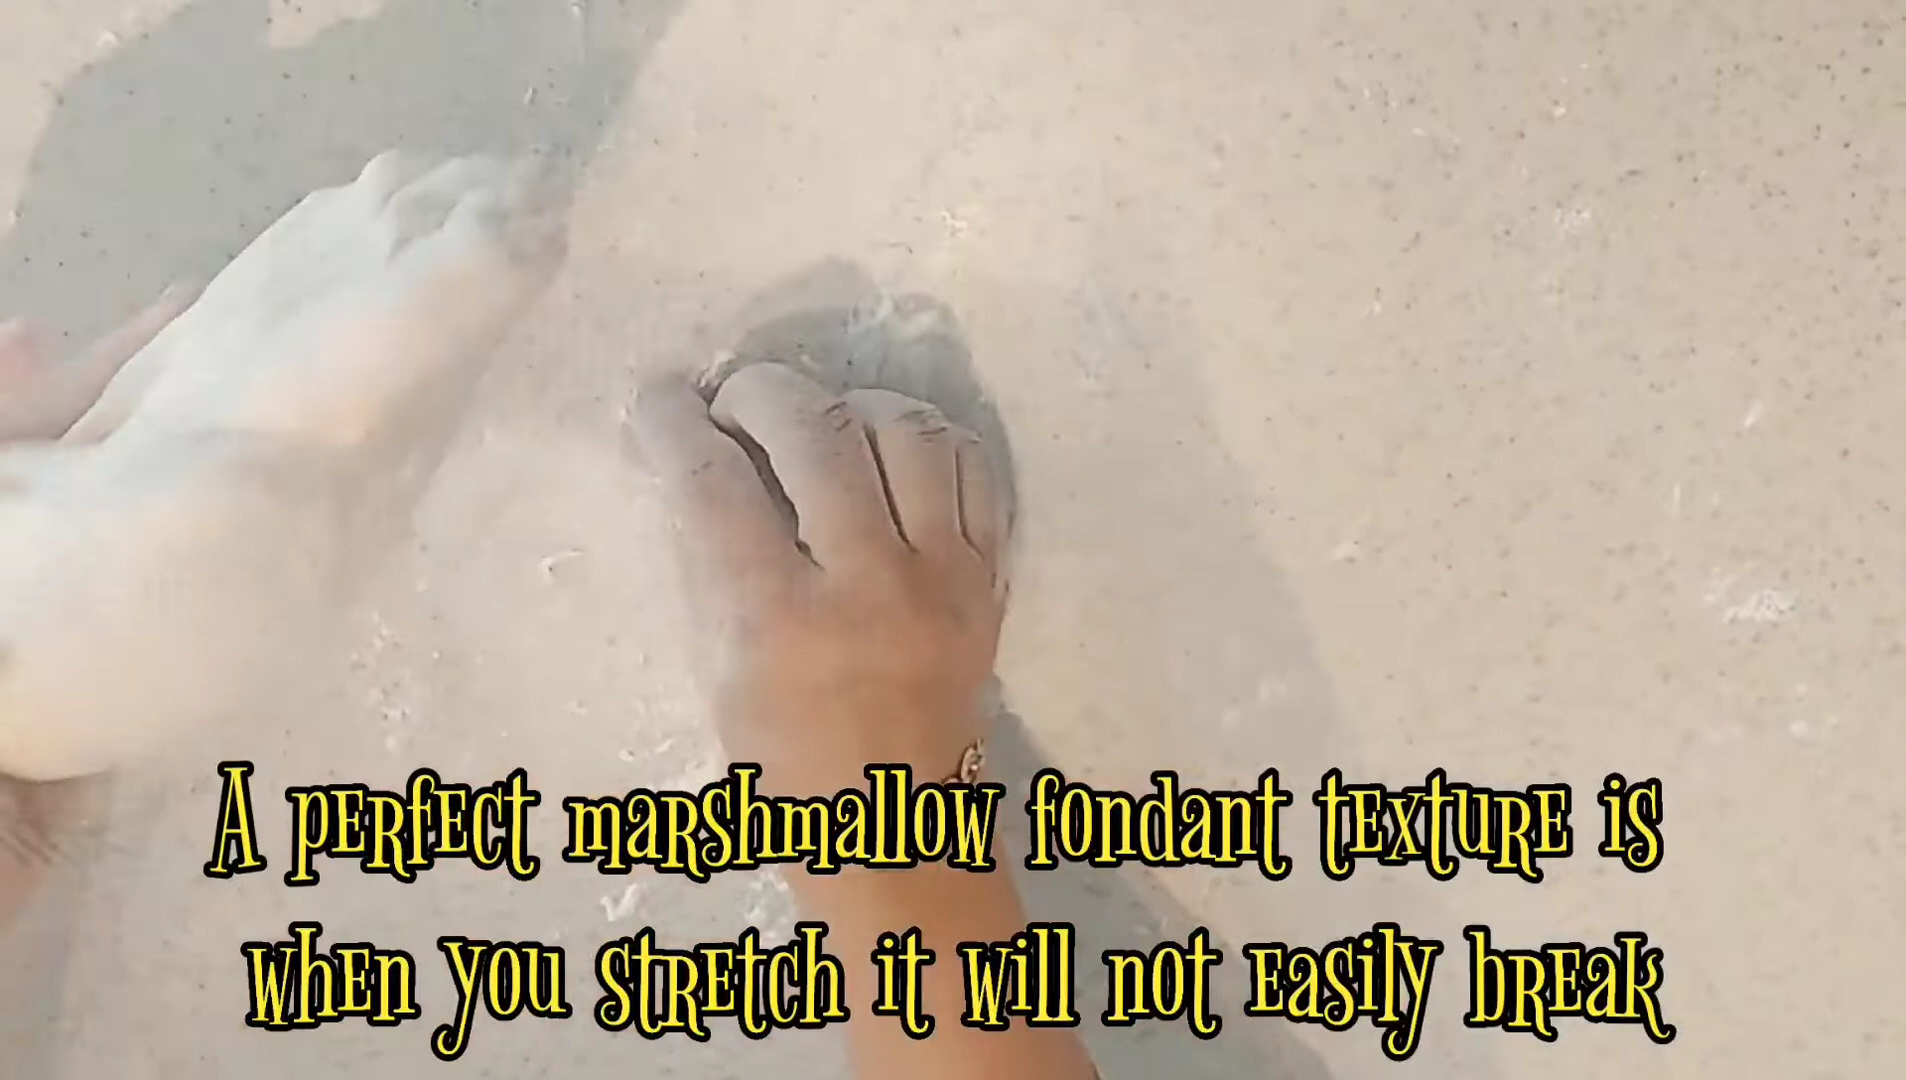 A perfect marshmallow fondant texture is
when you stretch it will not easily break